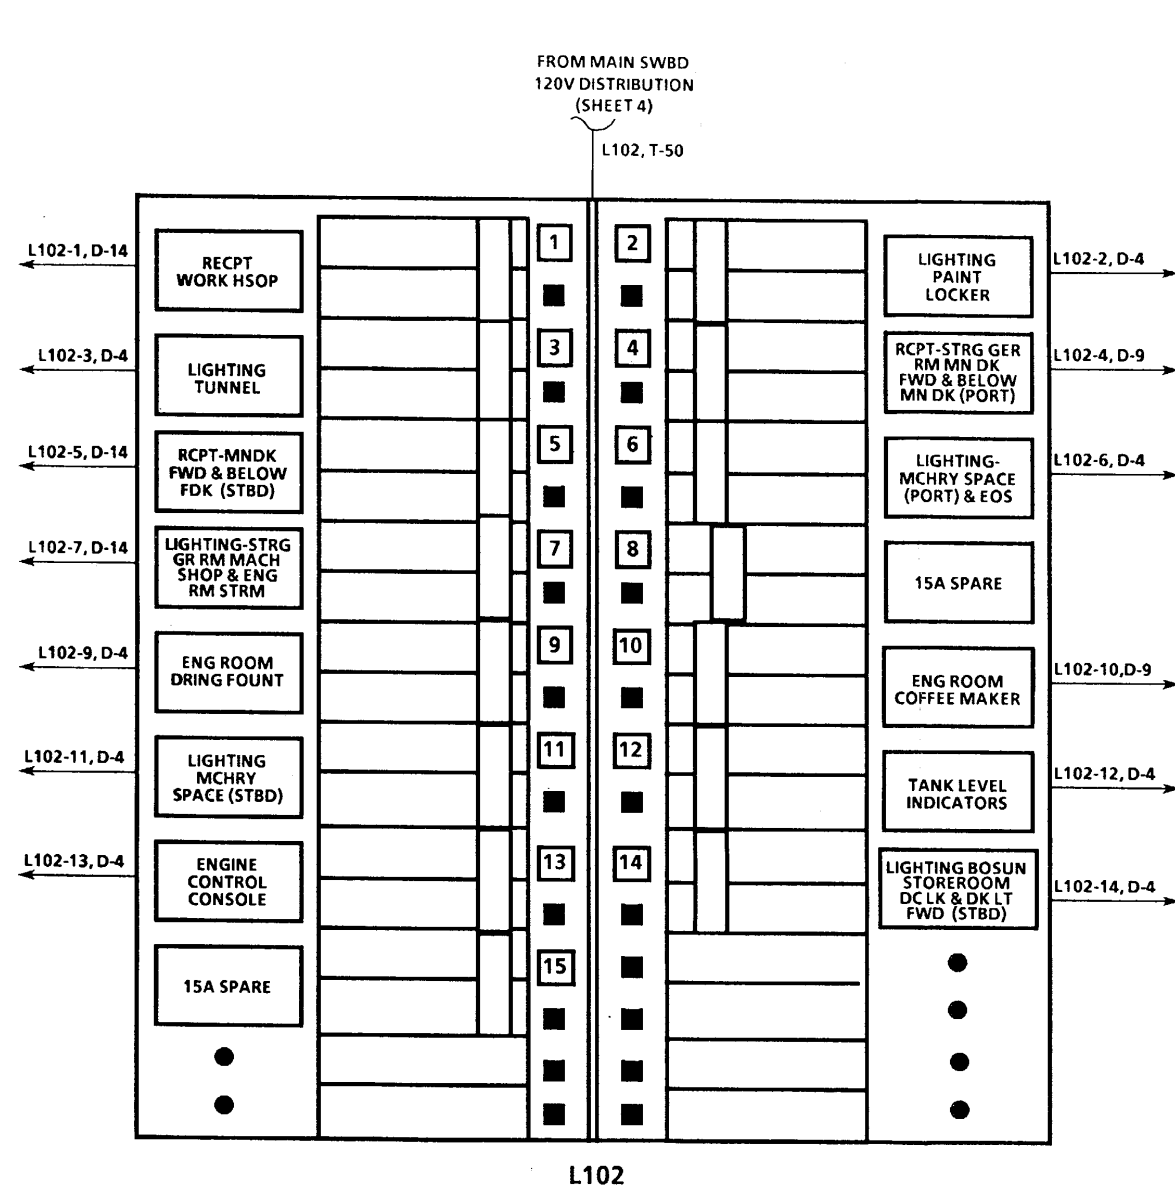 FROM MAIN SWBD
120V DISTRIBUTION
(SHEET 4)
L102, T-50
L102-1, D-14
RECPT
WORK HSOP
1
2
LIGHTING
PAINT
LOCKER
L102-2, D-4
L102-3, D-4
LIGHTING
TUNNEL
3
4
RCPT-STRG GER
RM MN DK
FWD & BELOW
MN DK (PORT)
L102-4, D-9
L102-5, D-14
RCPT-MNDK
FWD & BELOW
FDK (STBD)
5
6
LIGHTING-
MCHRY SPACE
(PORT) & EOS
L102-6, D-4
L102-7, D-14
LIGHTING-STRG
GR RM MACH
SHOP & ENG
RM STRM
7
8
15A SPARE
L102-9, D-4
ENG ROOM
DRING FOUNT
9
10
ENG ROOM
COFFEE MAKER
L102-10,D-9
L102-11, D-4
LIGHTING
MCHRY
SPACE (STBD)
11
12
TANK LEVEL
INDICATORS
L102-12, D-4
L102-13, D-4
ENGINE
CONTROL
CONSOLE
13
14
LIGHTING BOSUN
STOREROOM
DC LK & DK LT
FWD (STBD)
L102-14, D-4
15A SPARE
15
L102